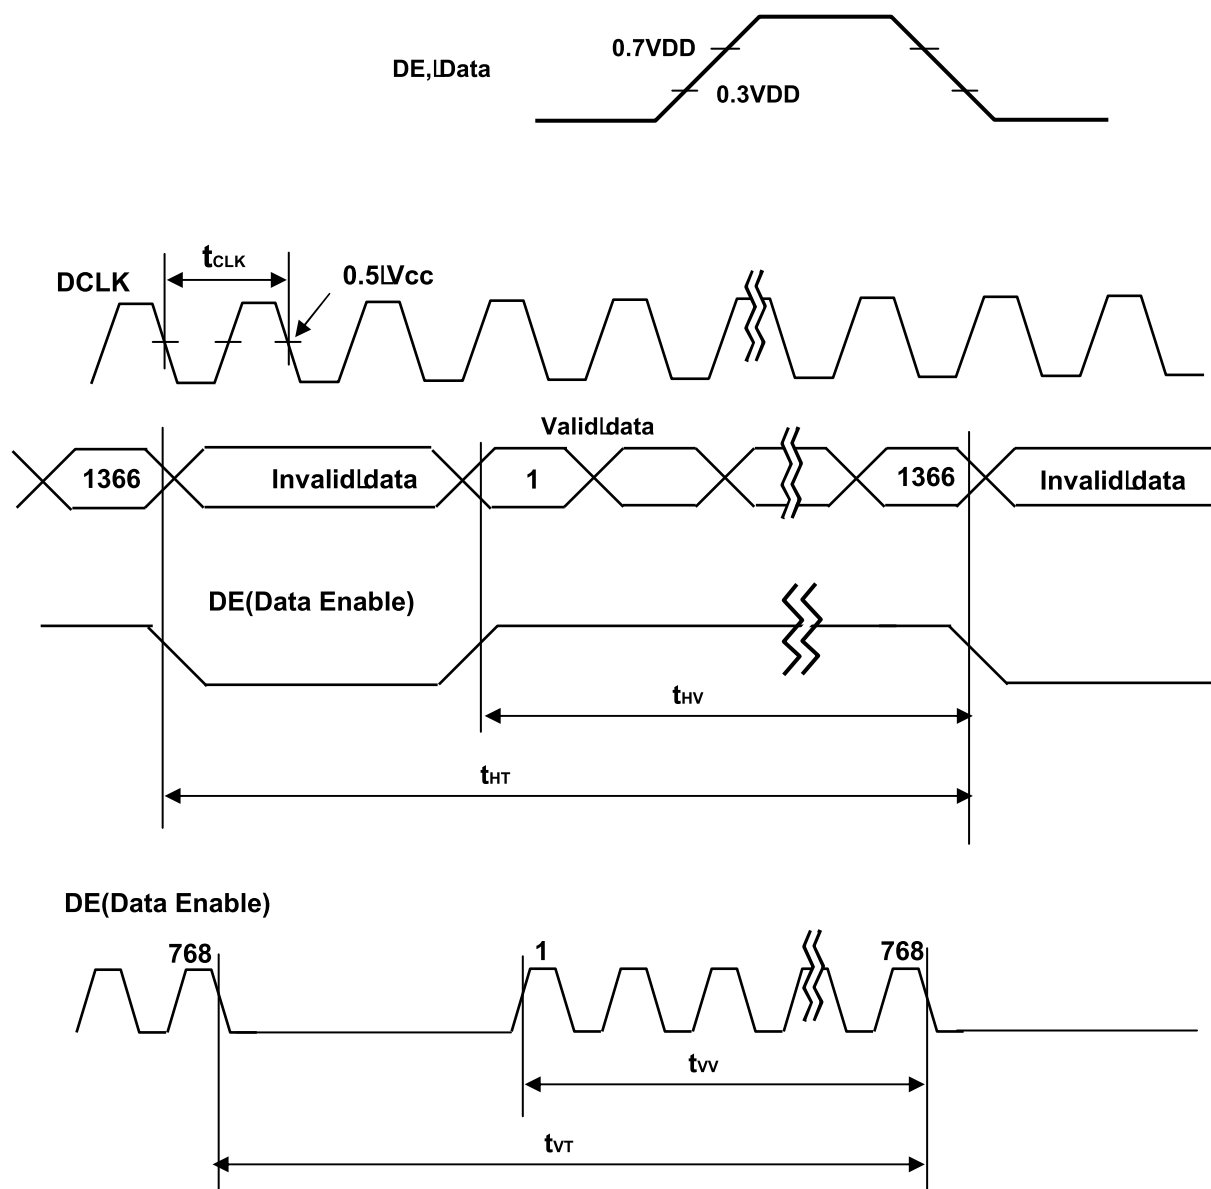 0.7VDD
DE, Data
0.3VDD
tCLK
DCLK
0.5 Vcc
Valid data
1366
Invalid data
1
1366
Invalid data
DE(Data Enable)
tHV
tHT
DE(Data Enable)
768
1
768
tVV
tVT